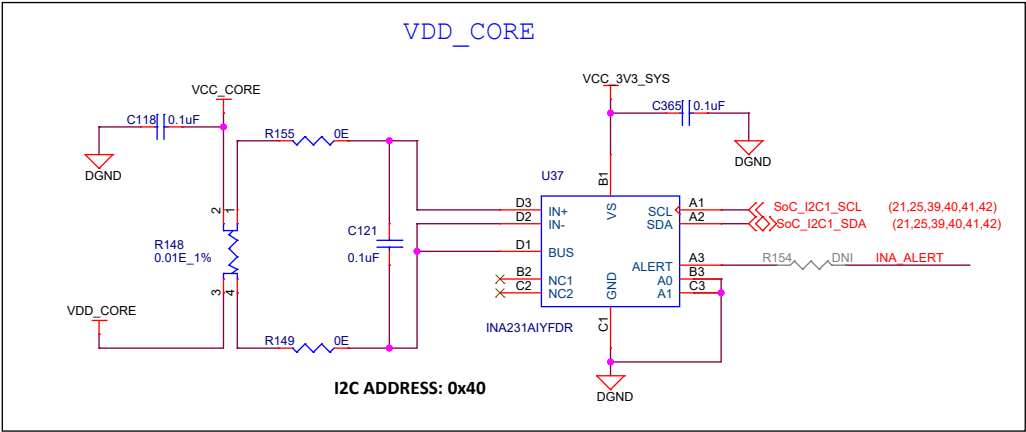 VDD_CORE
VCC_CORE
VCC_3V3_SYS
C118 0.1uF
C365 0.1uF
R155 0E
DGND
DGND
U37
B1
D3 IN+ VS SCL A1 SoC_I2C1_SCL (21,25,39,40,41,42)
D2 IN- SDA A2 SoC_I2C1_SDA (21,25,39,40,41,42)
2 1
C121
R148
0.01E_1%
0.1uF
D1 BUS
ALERT A3 R154 DNI INA_ALERT
B2 NC1 A0 B3
C2 NC2 GND A1 C3
3 4
VDD_CORE
C1
INA231AIYFDR
R149 0E
I2C ADDRESS: 0x40
DGND